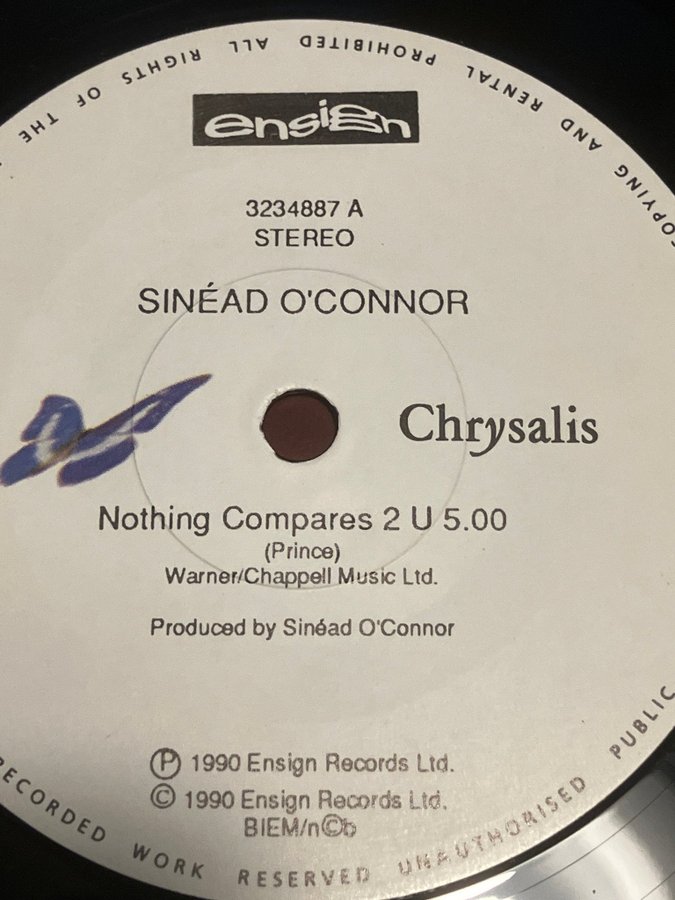 ensign
3234887 A
STEREO
SINÉAD O'CONNOR
Chrysalis
Nothing Compares 2 U 5.00
(Prince)
Warner/Chappell Music Ltd.
Produced by Sinéad O'Connor
Ⓟ 1990 Ensign Records Ltd.
© 1990 Ensign Records Ltd.
BIEM/n©b
RECORDED WORK RESERVED UNAUTHORISED PUBLIC
COPYING AND RENTAL PROHIBITED ALL RIGHTS OF THE